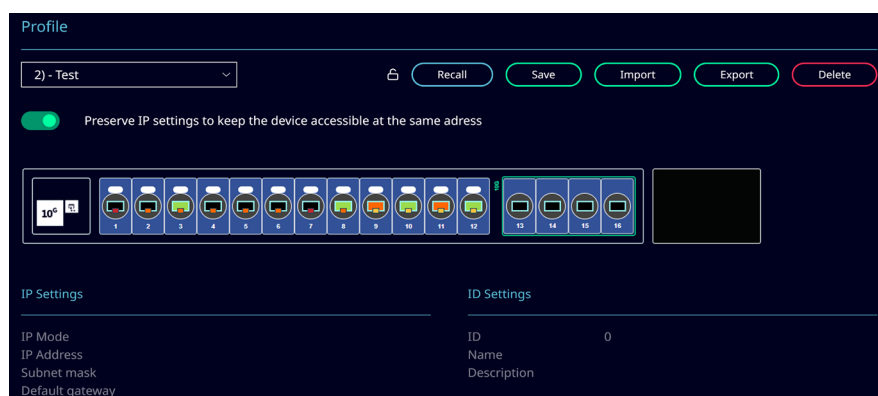 Profile
2) - Test
Recall
Save
Import
Export
Delete
Preserve IP settings to keep the device accessible at the same adress
10G
10G
1 2 3 4 5 6 7 8 9 10 11 12 13 14 15 16
IP Settings
ID Settings
IP Mode
ID 0
IP Address
Name
Subnet mask
Description
Default gateway